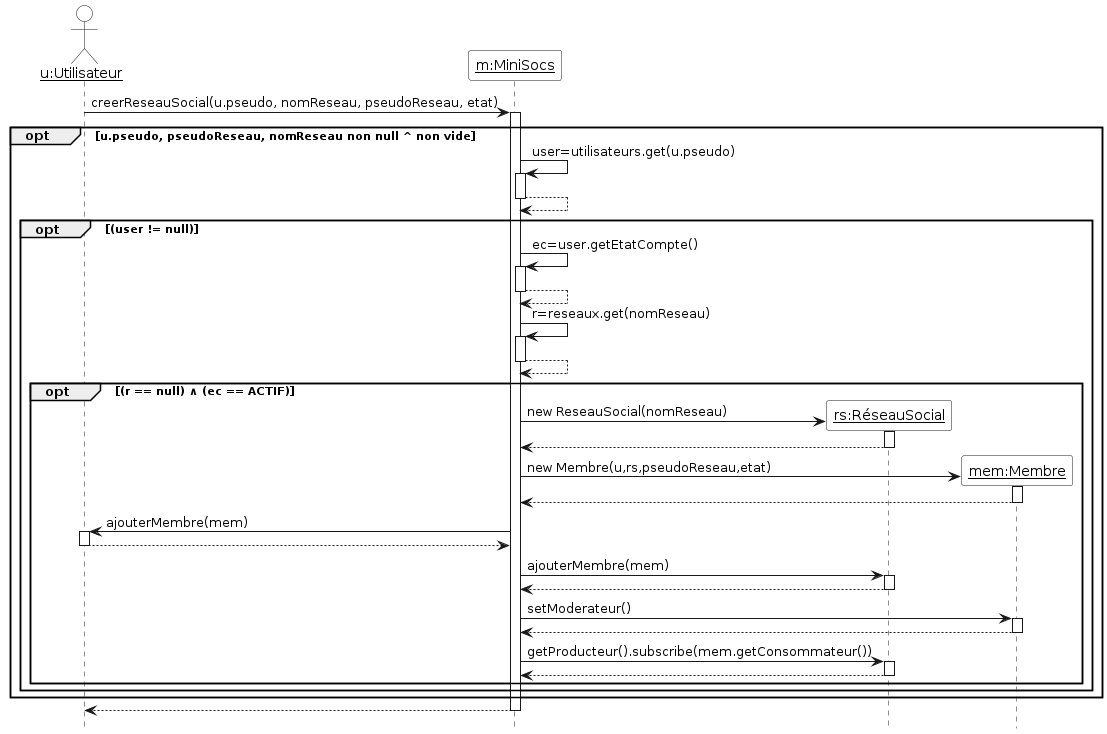 u:Utilisateur
m:MiniSocs
creerReseauSocial(u.pseudo, nomReseau, pseudoReseau, etat)
opt [u.pseudo, pseudoReseau, nomReseau non null ^ non vide]
user=utilisateurs.get(u.pseudo)
opt [(user != null)]
ec=user.getEtatCompte()
r=reseaux.get(nomReseau)
opt [(r == null) ∧ (ec == ACTIF)]
new ReseauSocial(nomReseau)
rs:RéseauSocial
new Membre(u,rs,pseudoReseau,etat)
mem:Membre
ajouterMembre(mem)
ajouterMembre(mem)
setModerateur()
getProducteur().subscribe(mem.getConsommateur())